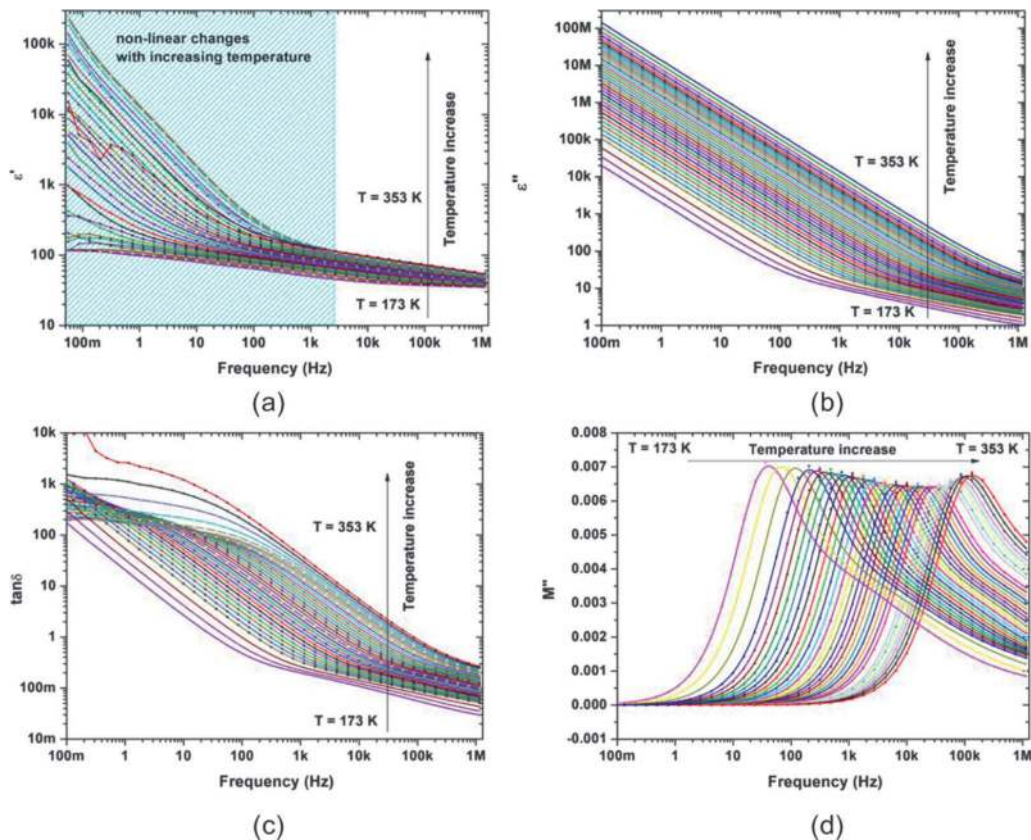 100k
10k
1k
100
10
ε'
non-linear changes
with increasing temperature
T = 353 K
T = 173 K
Temperature increase
100m 1 10 100 1k 10k 100k 1M
Frequency (Hz)
(a)
100M
10M
1M
100k
10k
1k
100
10
1
ε''
T = 353 K
T = 173 K
Temperature increase
100m 1 10 100 1k 10k 100k 1M
Frequency (Hz)
(b)
10k
1k
100
10
1
100m
10m
tanδ
T = 353 K
T = 173 K
Temperature increase
100m 1 10 100 1k 10k 100k 1M
Frequency (Hz)
(c)
0.008
0.007
0.006
0.005
0.004
0.003
0.002
0.001
0.000
-0.001
M''
T = 173 K Temperature increase T = 353 K
100m 1 10 100 1k 10k 100k 1M
Frequency (Hz)
(d)